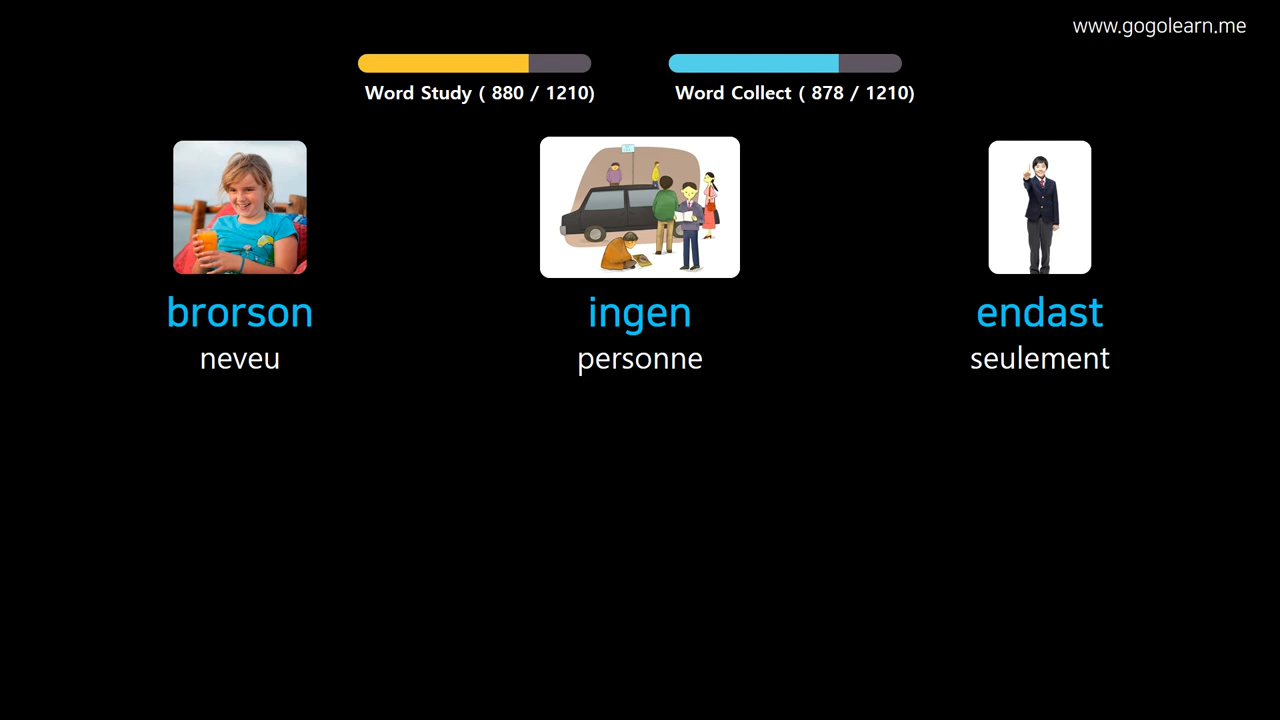 www.gogolearn.me
Word Study ( 880 / 1210)
Word Collect ( 878 / 1210)
brorson
neveu
ingen
personne
endast
seulement